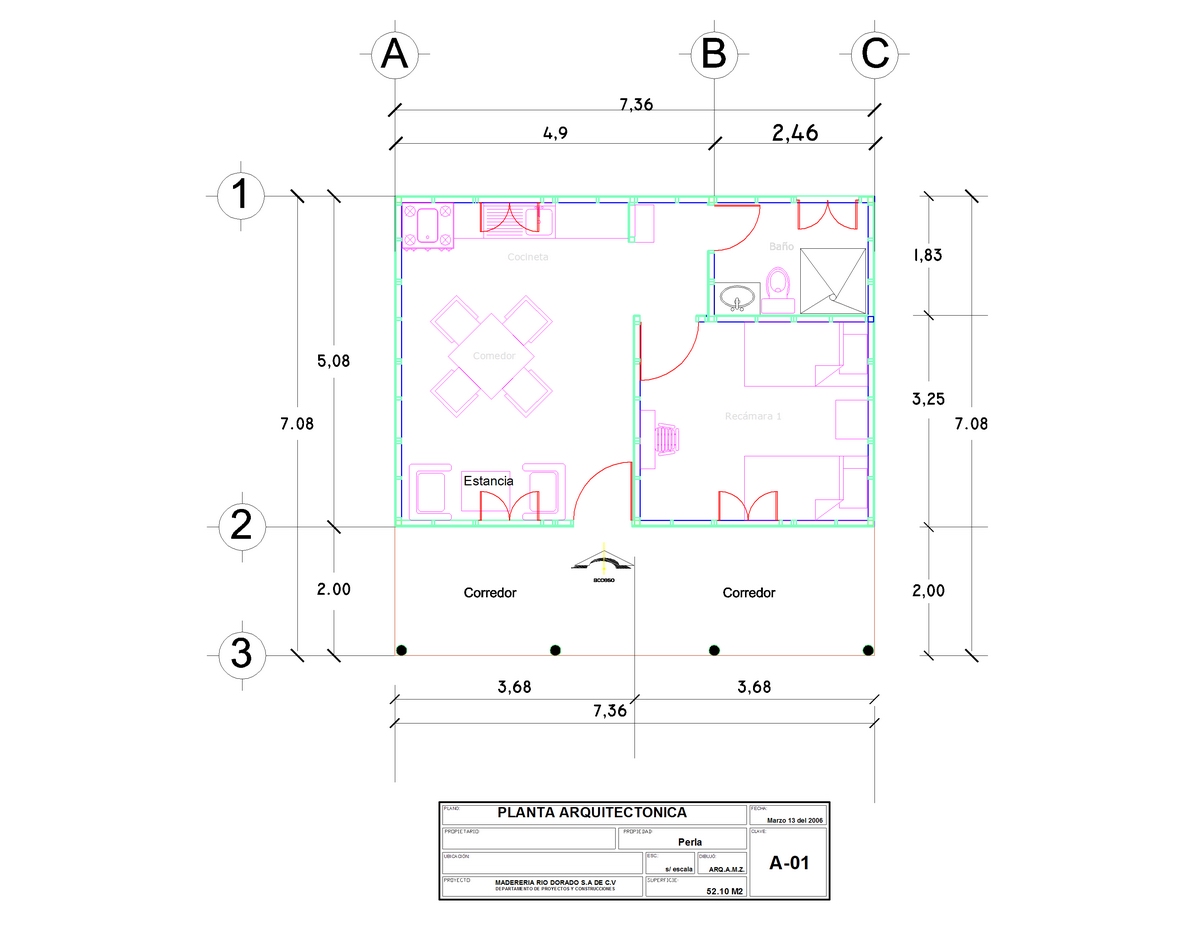 A
B
C
7,36
4,9
2,46
1
2
3
Cocineta
Baño
1,83
Comedor
5,08
3,25
7.08
7.08
Recámara 1
Estancia
acceso
2.00
Corredor
Corredor
2,00
3,68
3,68
7,36
PLANO:
PLANTA ARQUITECTONICA
FECHA:
Marzo 13 del 2006
PROPIETARIO:
PROPIEDAD
Perla
CLAVE:
A-01
UBICACION:
ESC:
s/ escala
DIBUJO:
ARQ.A.M.Z.
PROYECTO:
MADERERIA RIO DORADO S.A DE C.V
DEPARTAMENTO DE PROYECTOS Y CONSTRUCCIONES
SUPERFICIE:
52.10 M2